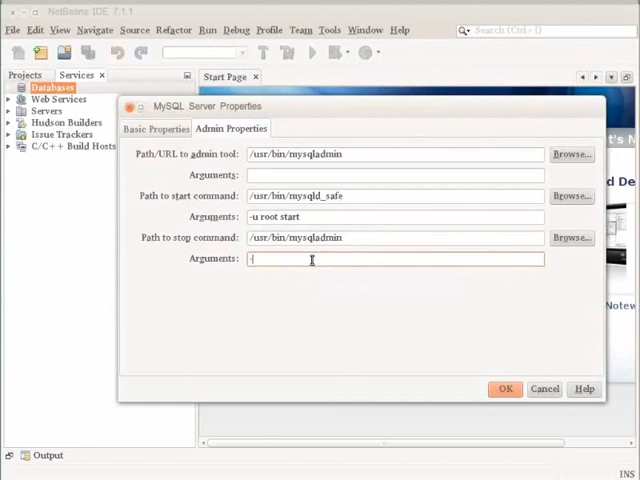 NetBeans IDE 7.1.1
File Edit View Navigate Source Refactor Run Debug Profile Team Tools Window Help
Search (Ctrl+I)
Projects Services
Start Page
Databases
Web Services
Servers
Hudson Builders
Issue Trackers
C/C++ Build Hosts
MySQL Server Properties
Basic Properties Admin Properties
Path/URL to admin tool: /usr/bin/mysqladmin Browse...
Arguments:
Path to start command: /usr/bin/mysqld_safe Browse...
Arguments: -u root start
Path to stop command: /usr/bin/mysqladmin Browse...
Arguments: -
OK Cancel Help
Output
INS